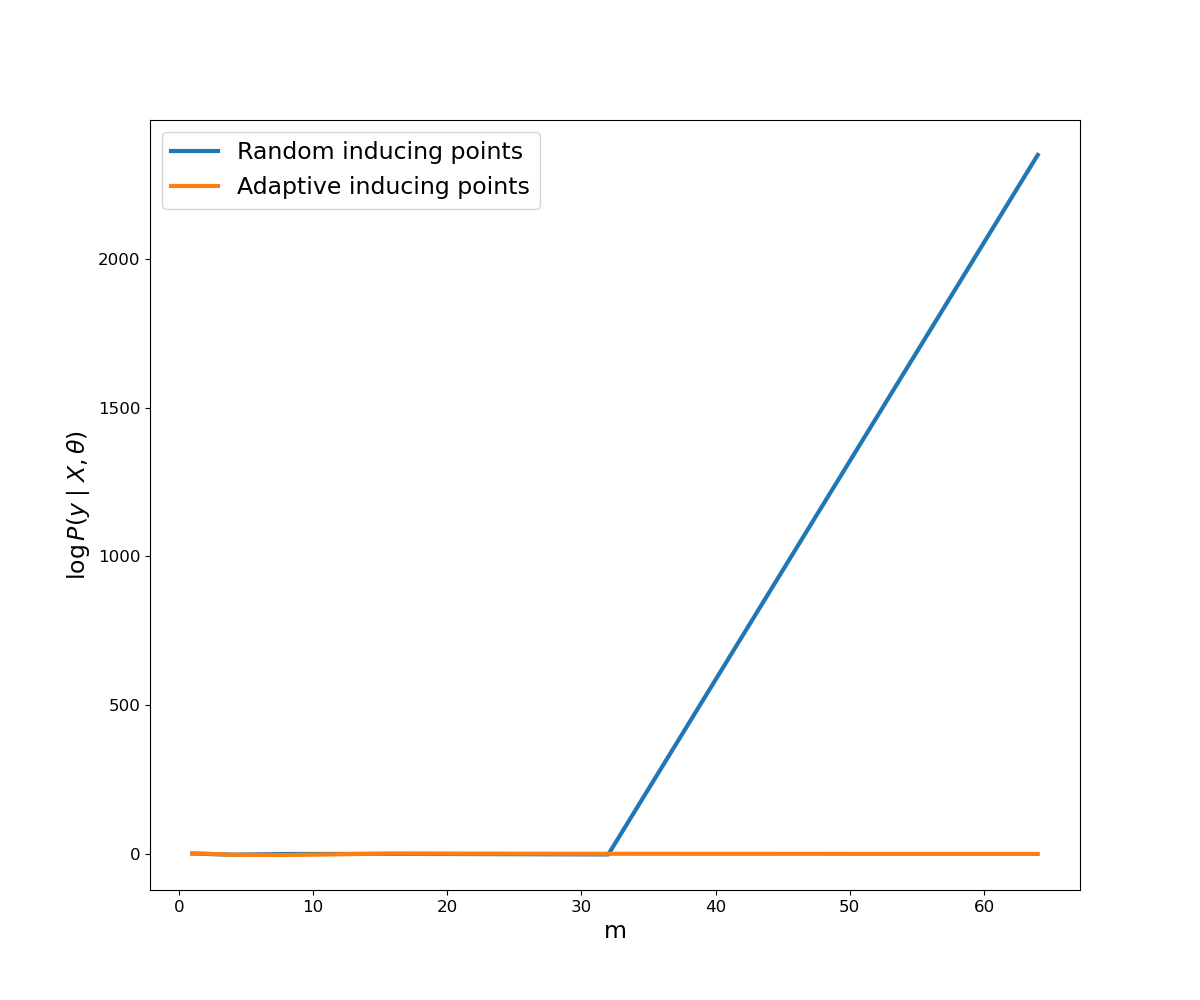 Random inducing points
Adaptive inducing points
2000
1500
1000
500
0
log P(y | X, θ)
0 10 20 30 40 50 60
m